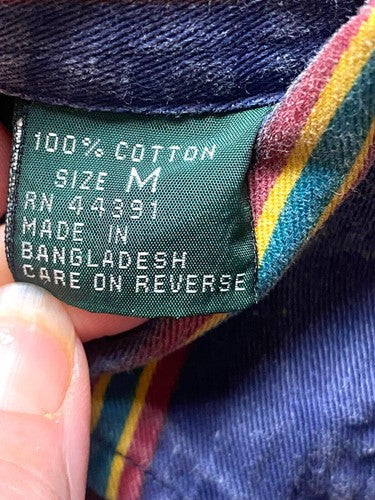 100% COTTON
SIZE M
RN 44391
MADE IN
BANGLADESH
CARE ON REVERSE